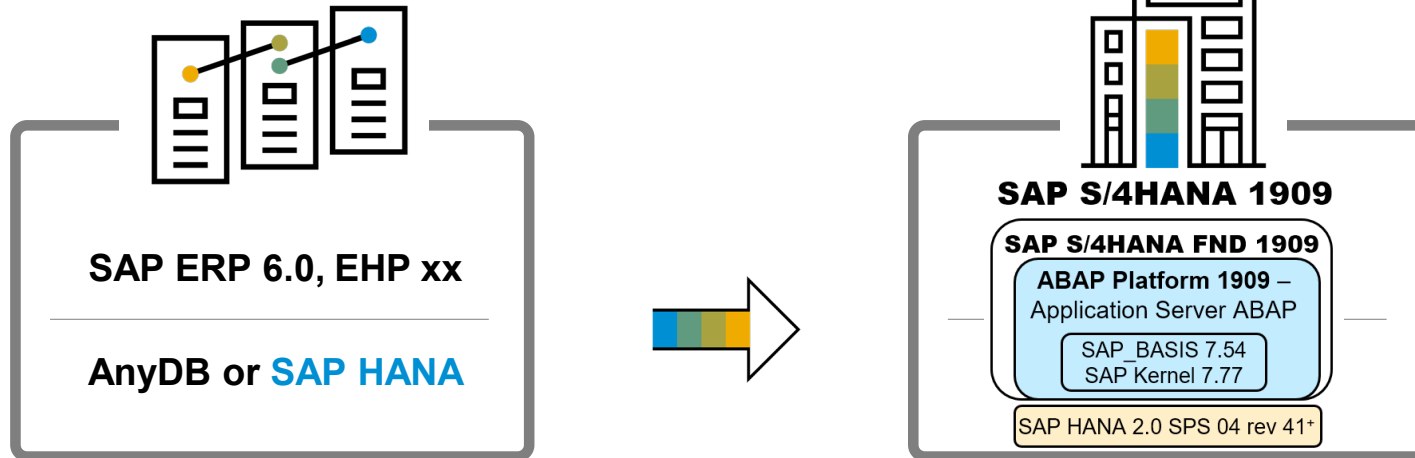 SAP ERP 6.0, EHP xx
AnyDB or SAP HANA
SAP S/4HANA 1909
SAP S/4HANA FND 1909
ABAP Platform 1909 –
Application Server ABAP
SAP_BASIS 7.54
SAP Kernel 7.77
SAP HANA 2.0 SPS 04 rev 41⁺